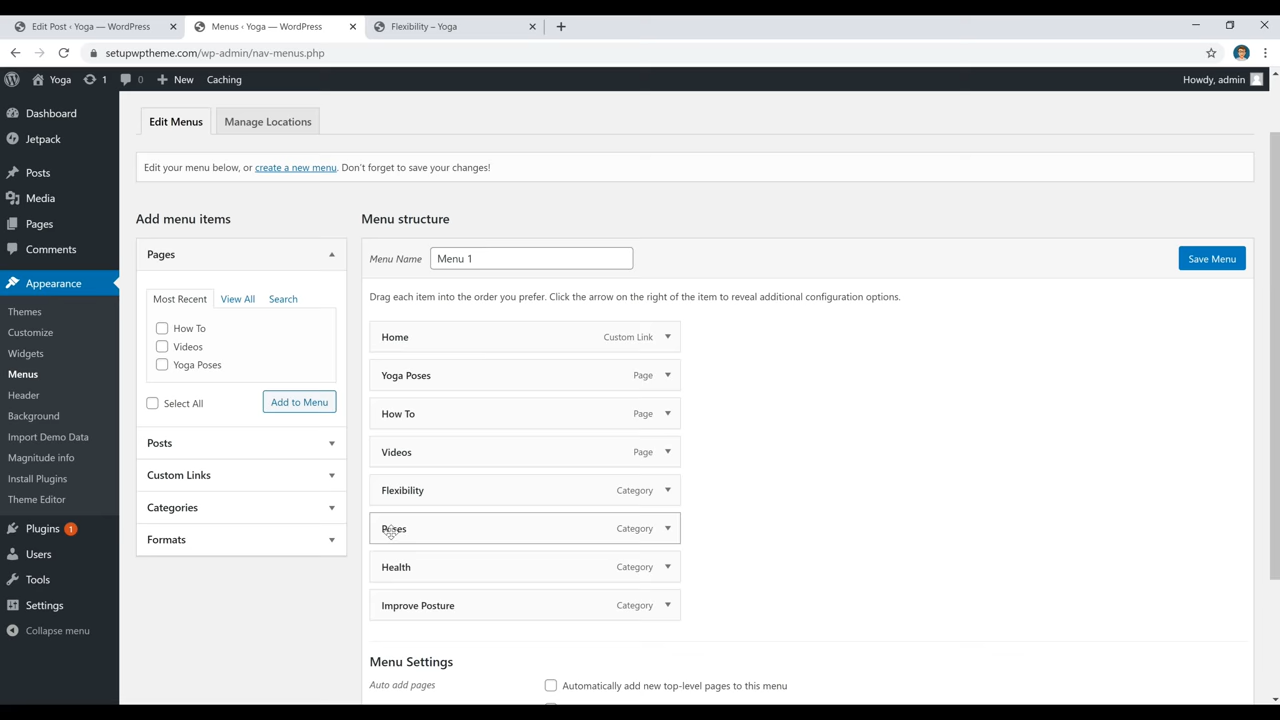 Edit Post ‹ Yoga — WordPress
Menus ‹ Yoga — WordPress
Flexibility – Yoga
setupwptheme.com/wp-admin/nav-menus.php
Yoga
1
0
New
Caching
Howdy, admin
Dashboard
Jetpack
Posts
Media
Pages
Comments
Appearance
Themes
Customize
Widgets
Menus
Header
Background
Import Demo Data
Magnitude info
Install Plugins
Theme Editor
Plugins 1
Users
Tools
Settings
Collapse menu
Edit Menus
Manage Locations
Edit your menu below, or create a new menu. Don't forget to save your changes!
Add menu items
Pages
Most Recent
View All
Search
How To
Videos
Yoga Poses
Select All
Add to Menu
Posts
Custom Links
Categories
Formats
Menu structure
Menu Name
Menu 1
Save Menu
Drag each item into the order you prefer. Click the arrow on the right of the item to reveal additional configuration options.
Home Custom Link
Yoga Poses Page
How To Page
Videos Page
Flexibility Category
Poses Category
Health Category
Improve Posture Category
Menu Settings
Auto add pages
Automatically add new top-level pages to this menu